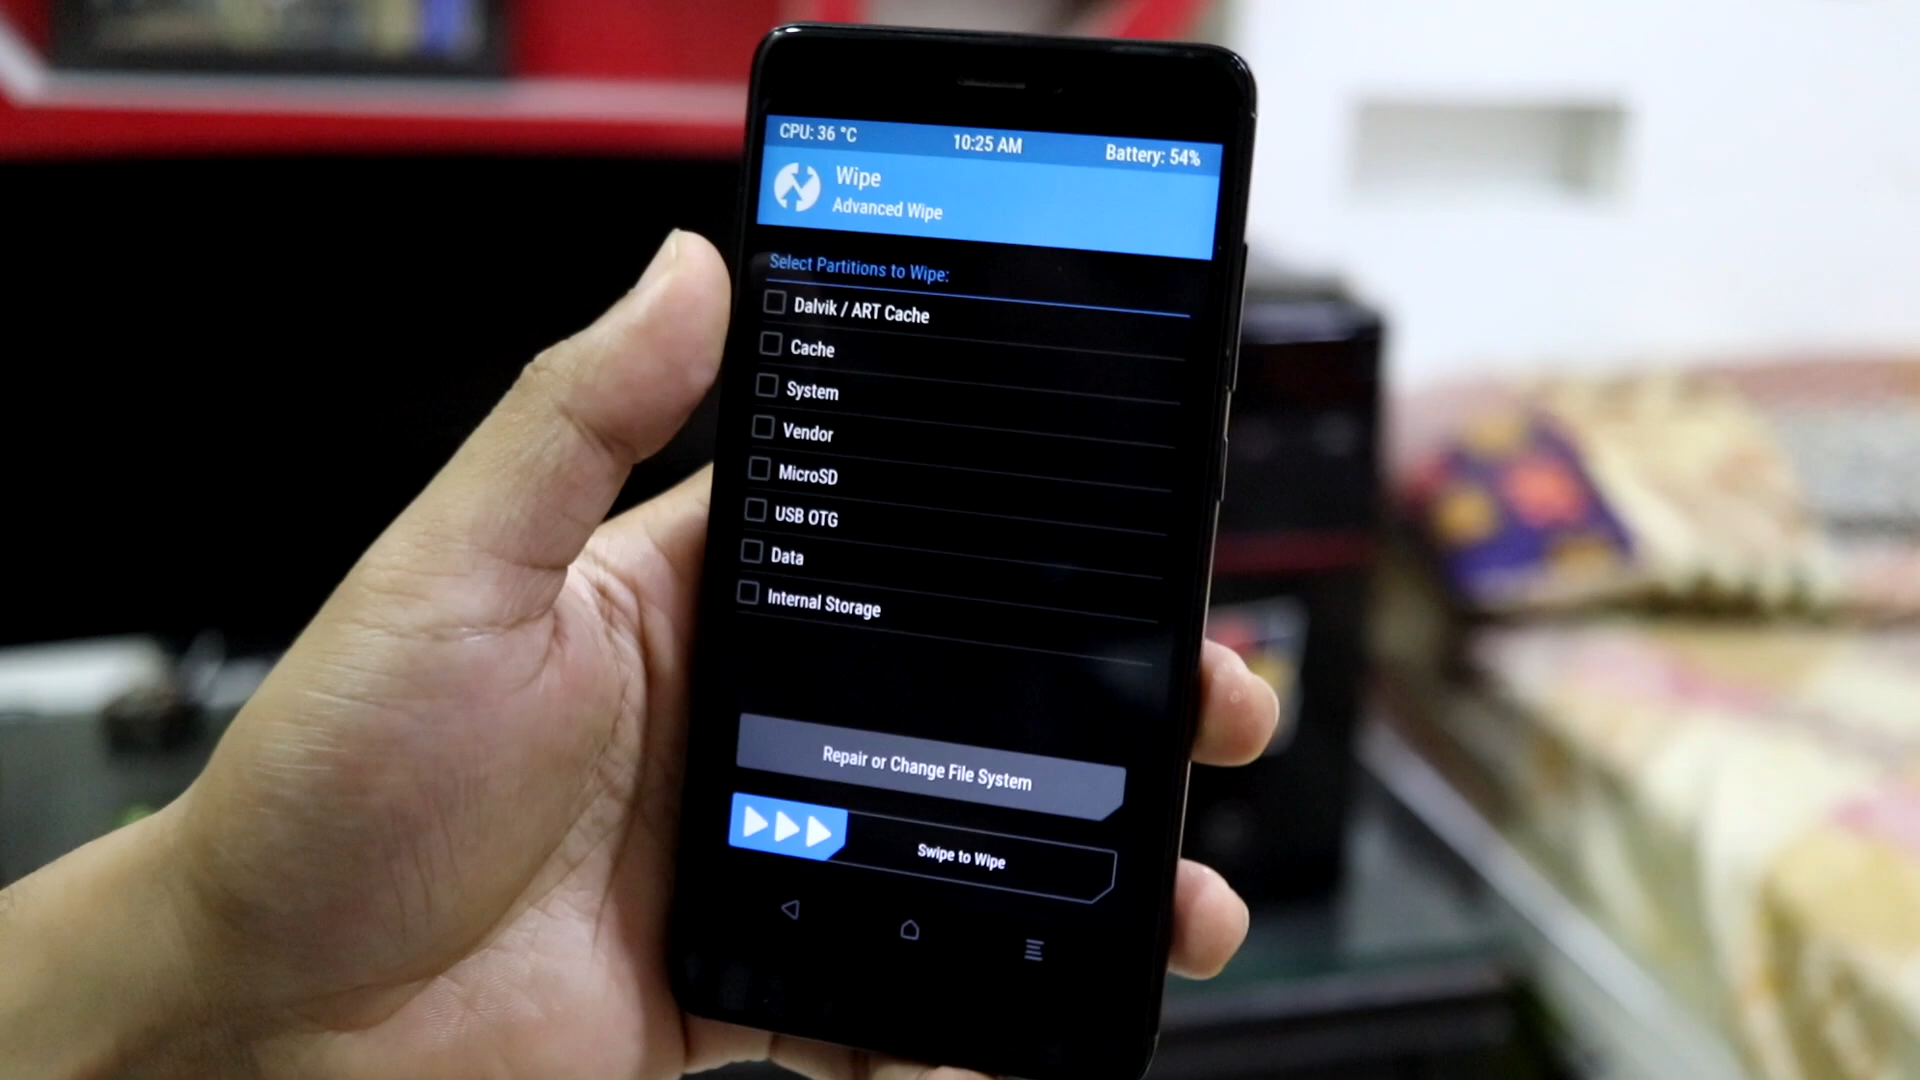 CPU: 36 °C 10:25 AM Battery: 54%
Wipe
Advanced Wipe
Select Partitions to Wipe:
Dalvik / ART Cache
Cache
System
Vendor
MicroSD
USB OTG
Data
Internal Storage
Repair or Change File System
Swipe to Wipe